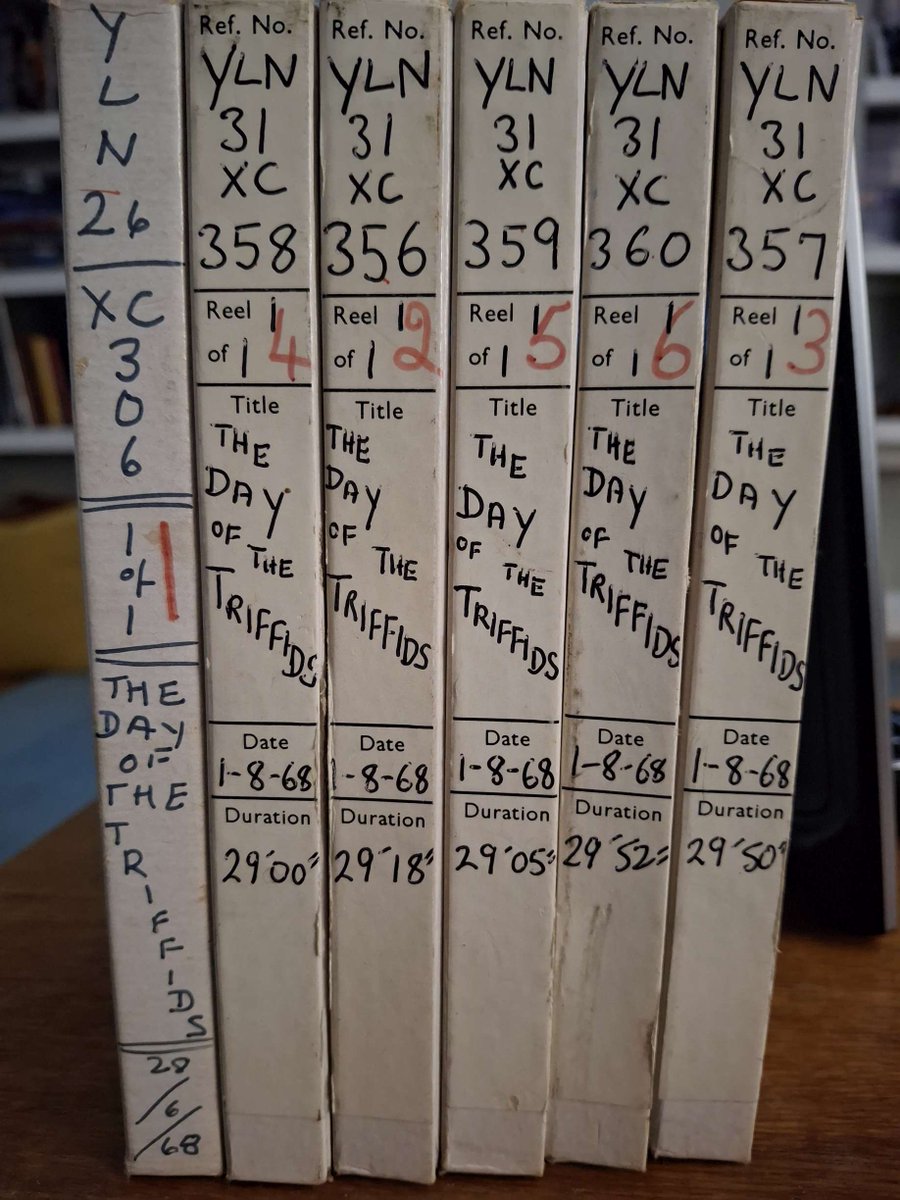 Y
L
N
26
XC
3
0
6
1
of
1
THE
DAY
OF
THE
T
R
I
F
F
I
D
S
28
/6
/68
Ref. No.
YLN
31
XC
358
Reel 1
of 1 4
Title
THE
DAY
OF
THE
TRIFFIDS
Date
1-8-68
Duration
29'00"
Ref. No.
YLN
31
XC
356
Reel 1
of 1 2
Title
THE
DAY
OF
THE
TRIFFIDS
Date
1-8-68
Duration
29'18"
Ref. No.
YLN
31
XC
359
Reel 1
of 1 5
Title
THE
DAY
OF
THE
TRIFFIDS
Date
1-8-68
Duration
29'05"
Ref. No.
YLN
31
XC
360
Reel 1
of 1 6
Title
THE
DAY
OF
THE
TRIFFIDS
Date
1-8-68
Duration
29'52"
Ref. No.
YLN
31
XC
357
Reel 1
of 1 3
Title
THE
DAY
OF
THE
TRIFFIDS
Date
1-8-68
Duration
29'50"